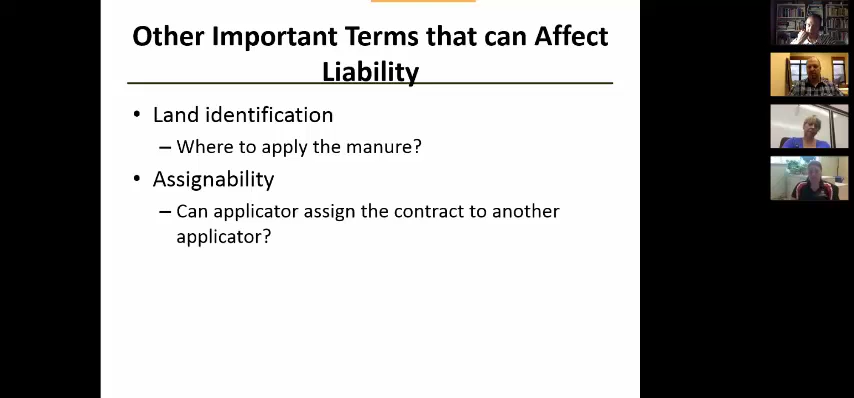 Other Important Terms that can Affect
Liability
• Land identification
– Where to apply the manure?
• Assignability
– Can applicator assign the contract to another
applicator?